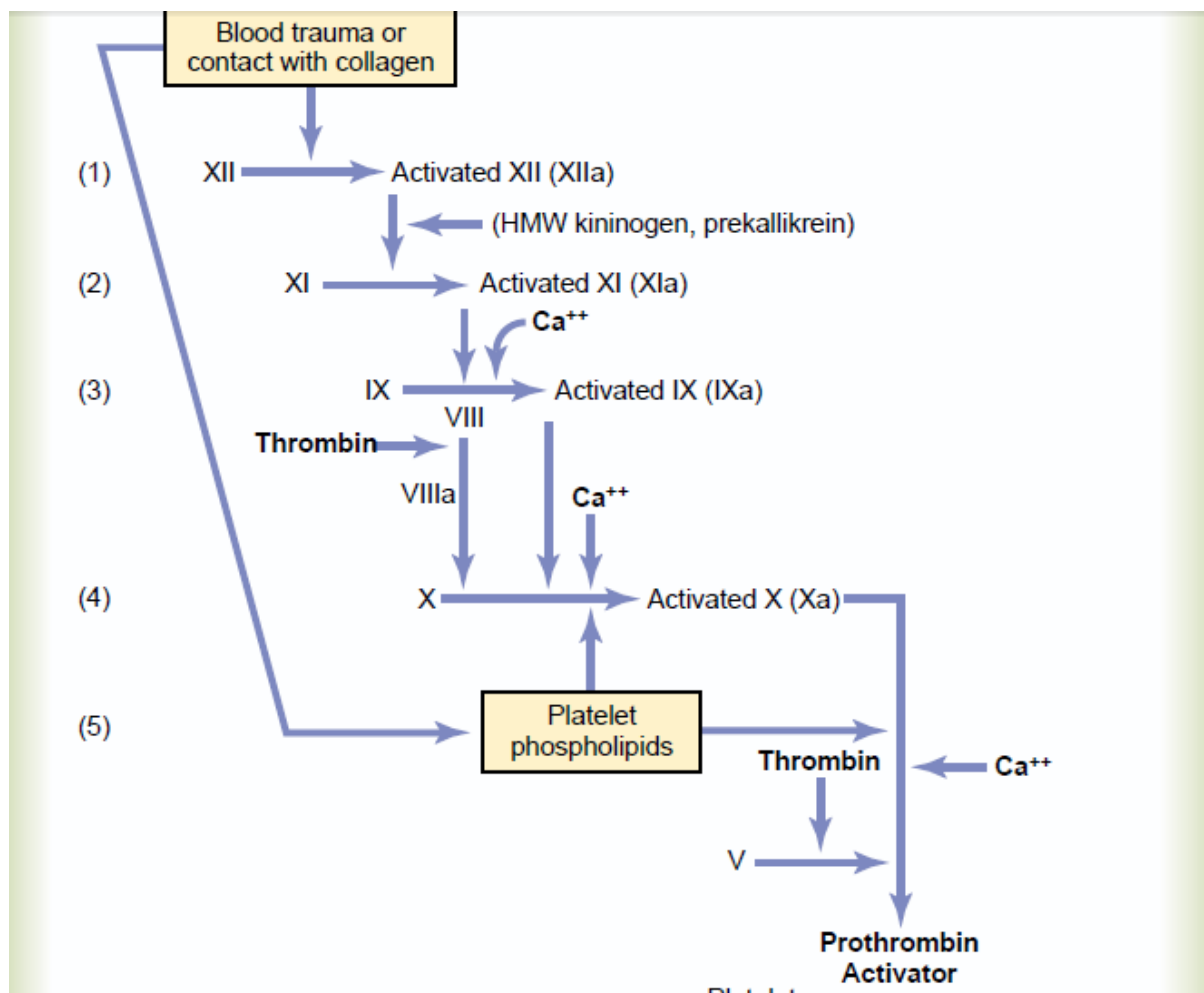 Blood trauma or
contact with collagen
(1) XII Activated XII (XIIa)
(HMW kininogen, prekallikrein)
(2) XI Activated XI (XIa)
Ca++
(3) IX Activated IX (IXa)
VIII
Thrombin
VIIIa Ca++
(4) X Activated X (Xa)
(5) Platelet
phospholipids
Thrombin Ca++
V
Prothrombin
Activator